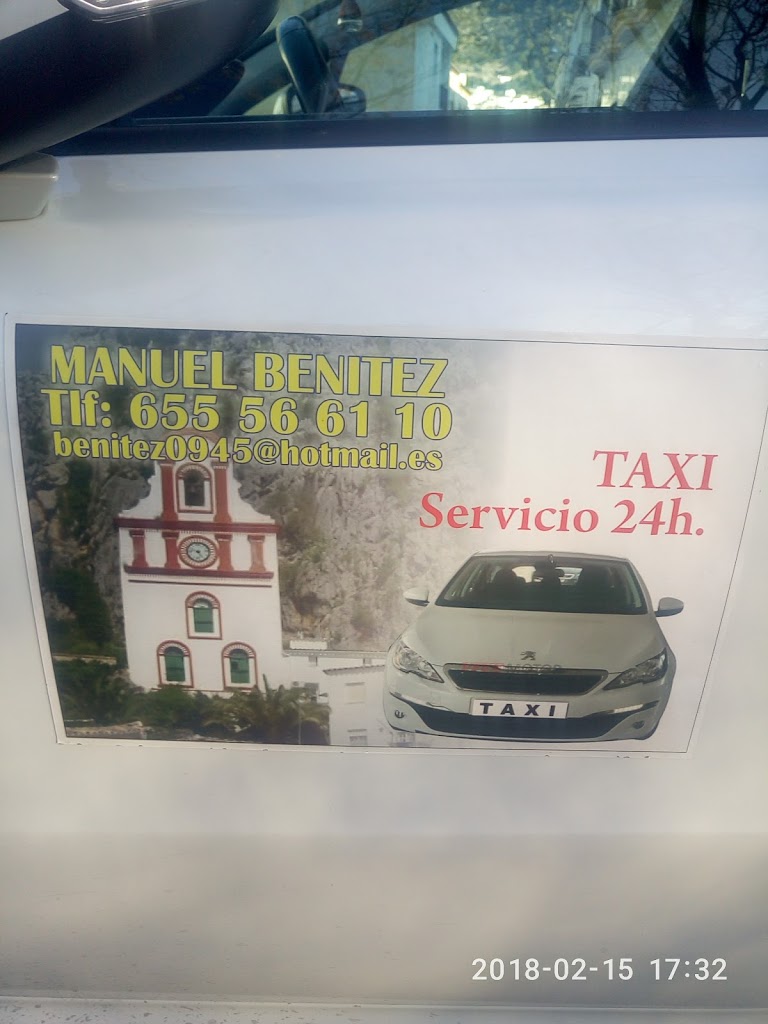 MANUEL BENITEZ
Tlf: 655 56 61 10
benitez0945@hotmail.es
TAXI
Servicio 24h.
TAXI
2018-02-15 17:32